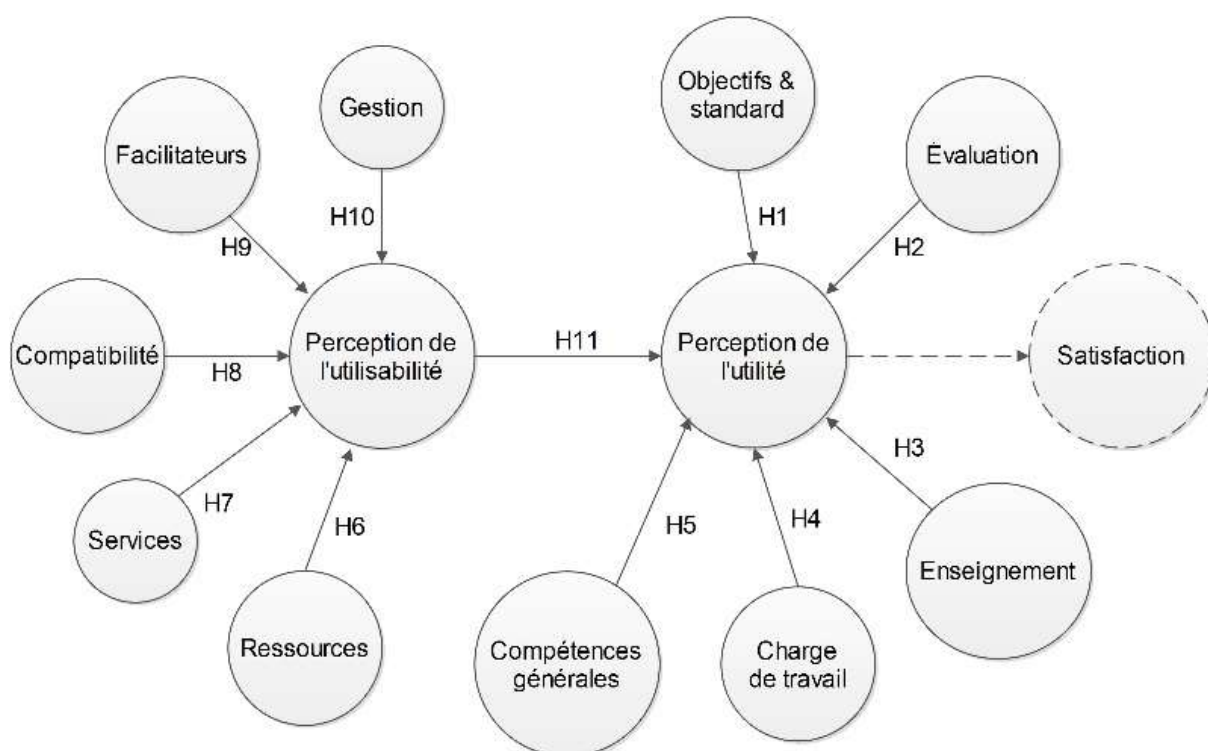 Objectifs &
standard
Gestion
Facilitateurs
Évaluation
H10
H1
H9
H2
Perception de
l'utilisabilité
H11
Perception de
l'utilité
Satisfaction
Compatibilité
H8
H7
H6
H5
H4
H3
Services
Enseignement
Ressources
Compétences
générales
Charge
de travail